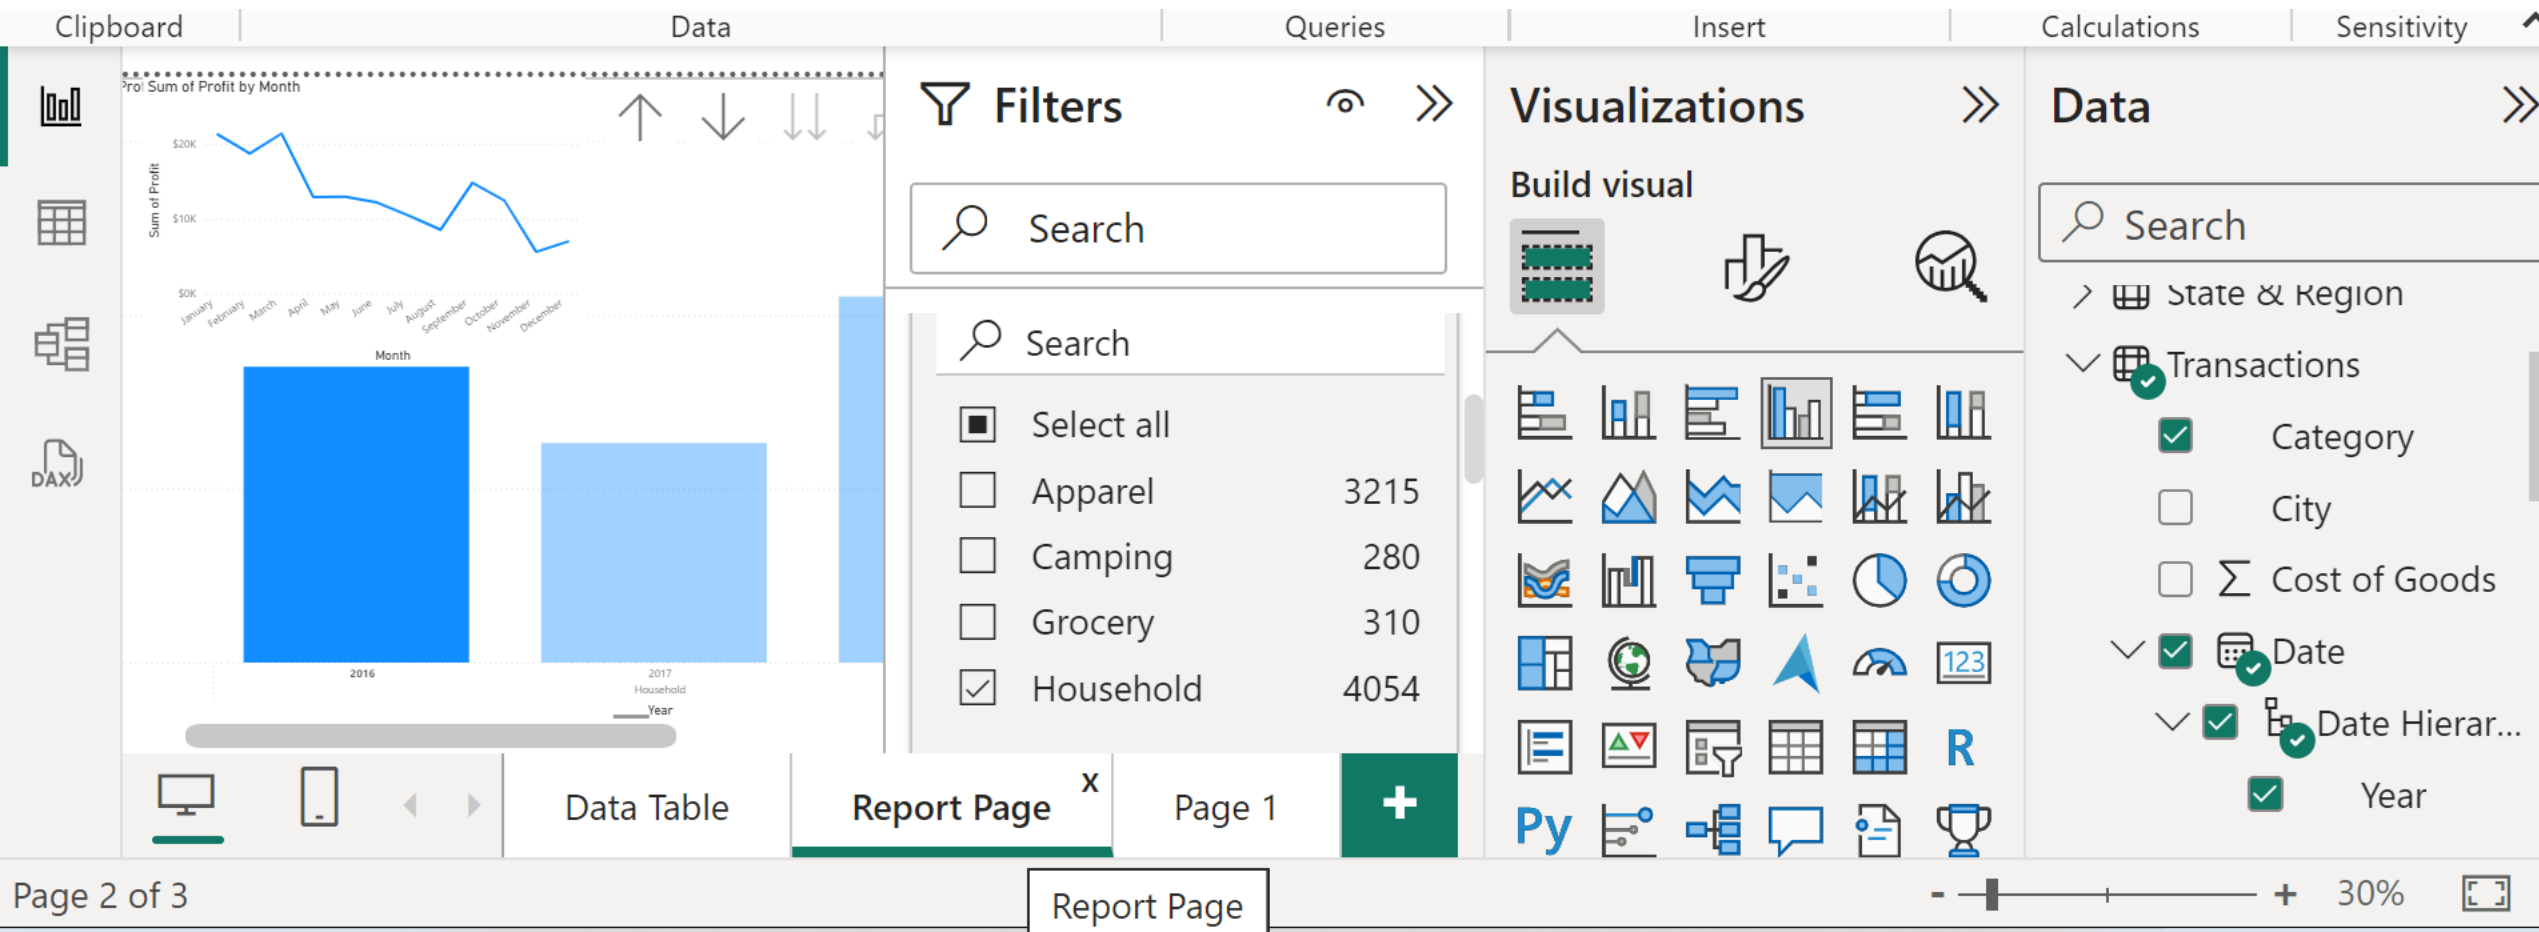 Clipboard
Data
Queries
Insert
Calculations
Sensitivity
DAX
Sum of Profit by Month
Sum of Profit
$20K
$10K
$0K
January
February
March
April
May
June
July
August
September
October
November
December
Month
2016
2017
Household
Year
Filters
Search
Search
Select all
Apparel 3215
Camping 280
Grocery 310
Household 4054
Visualizations
Build visual
123
R
Py
Data
Search
State & Region
Transactions
Category
City
Cost of Goods
Date
Date Hierar...
Year
Data Table
Report Page x
Page 1
+
Page 2 of 3
Report Page
- + 30%